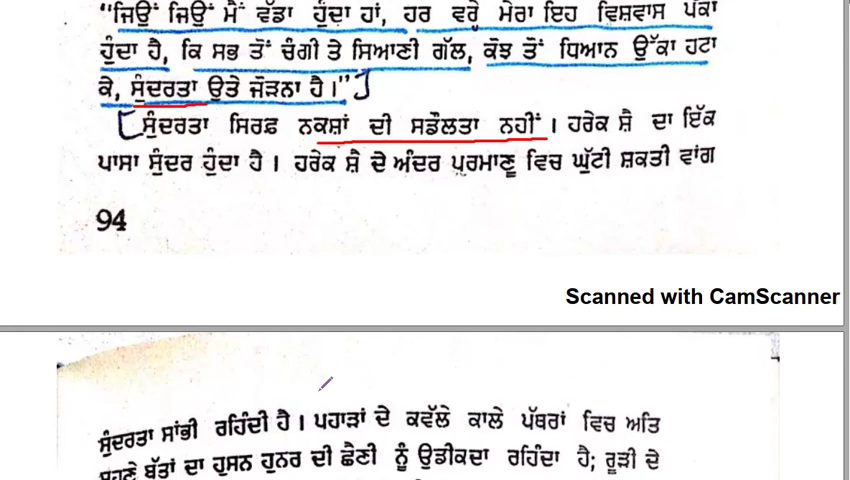 "ਜਿਉਂ ਜਿਉਂ ਮੈਂ ਵੱਡਾ ਹੁੰਦਾ ਹਾਂ, ਹਰ ਵਰ੍ਹੇ ਮੇਰਾ ਇਹ ਵਿਸ਼ਵਾਸ ਪੱਕਾ
ਹੁੰਦਾ ਹੈ, ਕਿ ਸਭ ਤੋਂ ਚੰਗੀ ਤੇ ਸਿਆਣੀ ਗੱਲ, ਕੋਝ ਤੋਂ ਧਿਆਨ ਉੱਕਾ ਹਟਾ
ਕੇ, ਸੁੰਦਰਤਾ ਉਤੇ ਜੋੜਨਾ ਹੈ।"
ਸੁੰਦਰਤਾ ਸਿਰਫ਼ ਨਕਸ਼ਾਂ ਦੀ ਸਡੌਲਤਾ ਨਹੀਂ। ਹਰੇਕ ਸ਼ੈ ਦਾ ਇੱਕ
ਪਾਸਾ ਸੁੰਦਰ ਹੁੰਦਾ ਹੈ। ਹਰੇਕ ਸ਼ੈ ਦੇ ਅੰਦਰ ਪ੍ਰਮਾਣੂ ਵਿਚ ਘੁੱਟੀ ਸ਼ਕਤੀ ਵਾਂਗ
94
Scanned with CamScanner
ਸੁੰਦਰਤਾ ਸਾਂਭੀ ਰਹਿੰਦੀ ਹੈ। ਪਹਾੜਾਂ ਦੇ ਕਵੱਲੇ ਕਾਲੇ ਪੱਥਰਾਂ ਵਿਚ ਅਤਿ
ਬੁੱਤਾਂ ਦਾ ਹੁਸਨ ਹੁਨਰ ਦੀ ਛੈਣੀ ਨੂੰ ਉਡੀਕਦਾ ਰਹਿੰਦਾ ਹੈ; ਰੂੜੀ ਦੇ